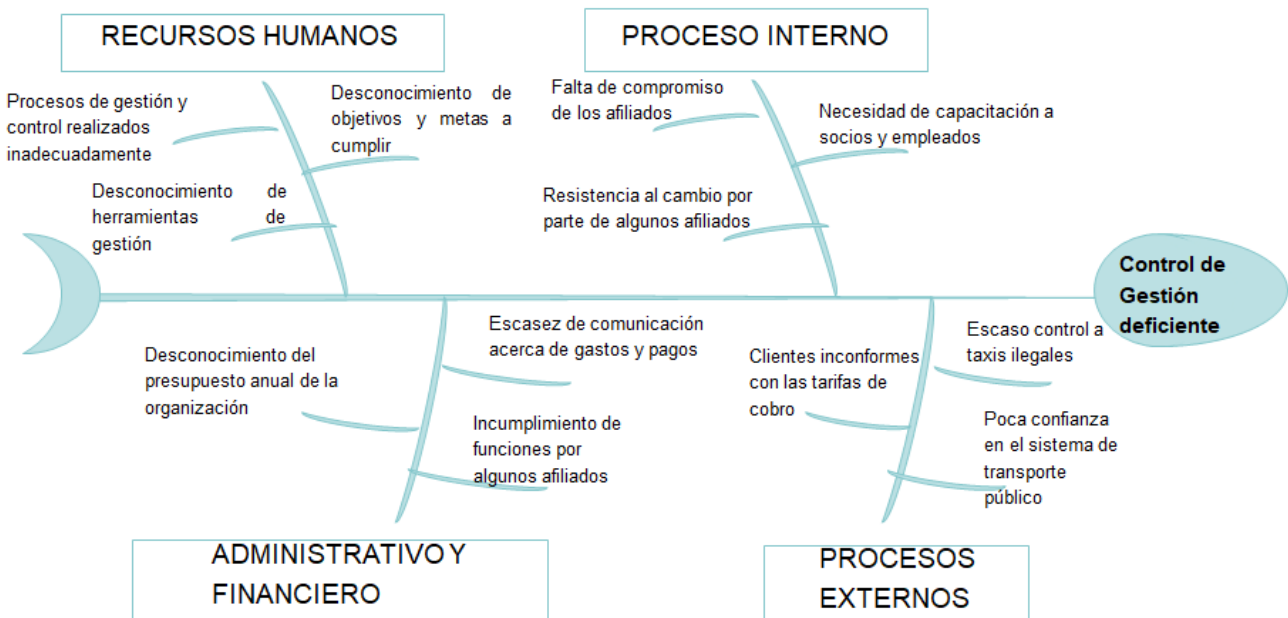 RECURSOS HUMANOS
PROCESO INTERNO
Procesos de gestión y
control realizados
inadecuadamente
Desconocimiento de
objetivos y metas a
cumplir
Desconocimiento de
herramientas de
gestión
Falta de compromiso
de los afiliados
Necesidad de capacitación a
socios y empleados
Resistencia al cambio por
parte de algunos afiliados
Control de
Gestión
deficiente
Desconocimiento del
presupuesto anual de la
organización
Escasez de comunicación
acerca de gastos y pagos
Incumplimiento de
funciones por
algunos afiliados
Clientes inconformes
con las tarifas de
cobro
Escaso control a
taxis ilegales
Poca confianza
en el sistema de
transporte
público
ADMINISTRATIVO Y
FINANCIERO
PROCESOS
EXTERNOS